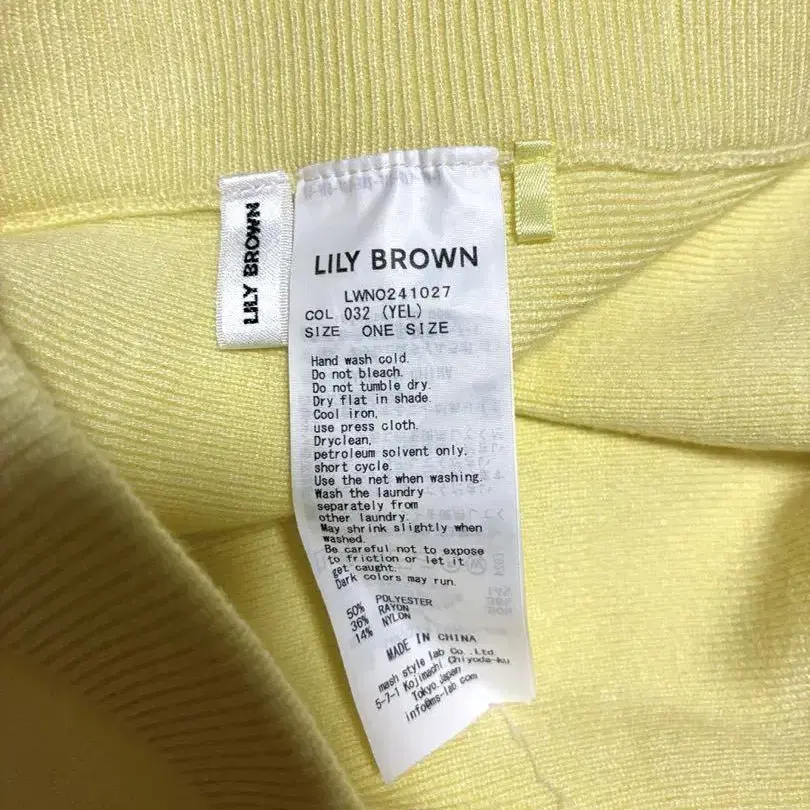 LILY BROWN
LILY BROWN
LWNO241027
COL 032 (YEL)
SIZE ONE SIZE
Hand wash cold.
Do not bleach.
Do not tumble dry.
Dry flat in shade.
Cool iron,
use press cloth.
Dryclean,
petroleum solvent only.
short cycle.
Use the net when washing.
Wash the laundry
separately from
other laundry.
May shrink slightly when
washed.
Be careful not to expose
to friction or let it
get caught.
Dark colors may run.
50% POLYESTER
36% RAYON
14% NYLON
MADE IN CHINA
mash style lab Co.,Ltd.
5-7-1 Kojimachi Chiyoda-ku
Tokyo,Japan
info@ms-lab.com